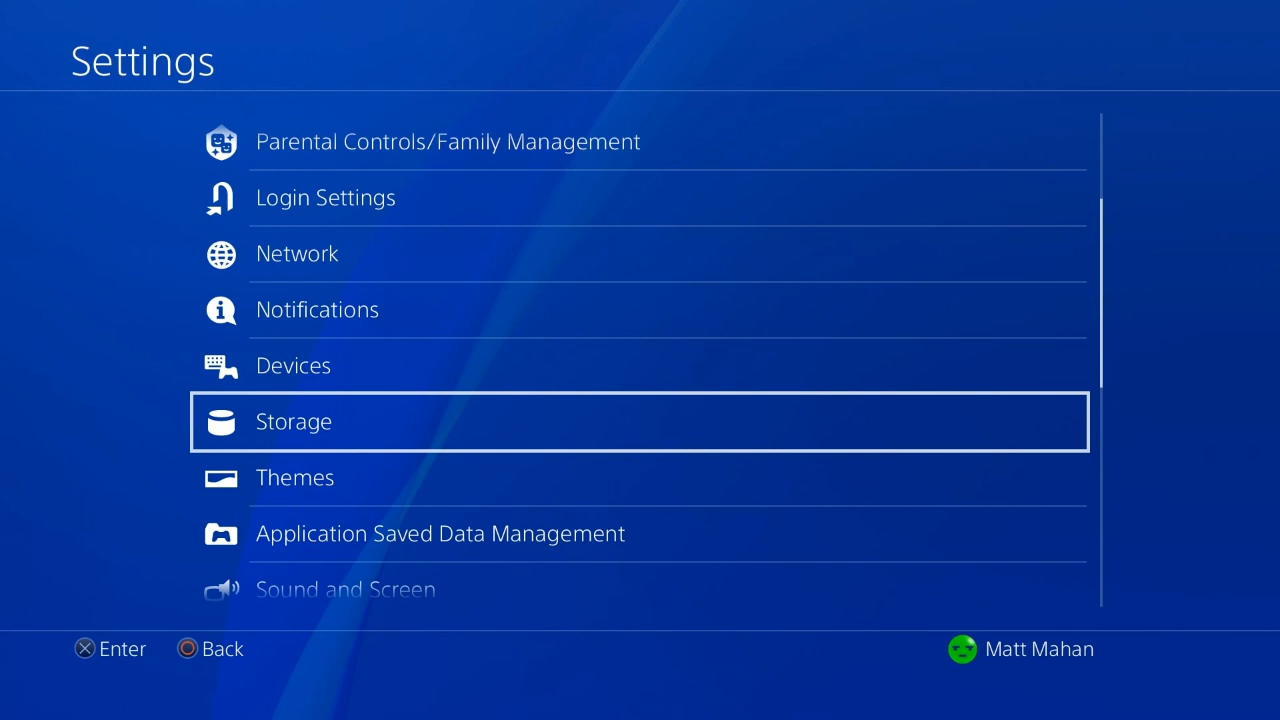 Settings
Parental Controls/Family Management
Login Settings
Network
Notifications
Devices
Storage
Themes
Application Saved Data Management
Sound and Screen
Enter Back Matt Mahan